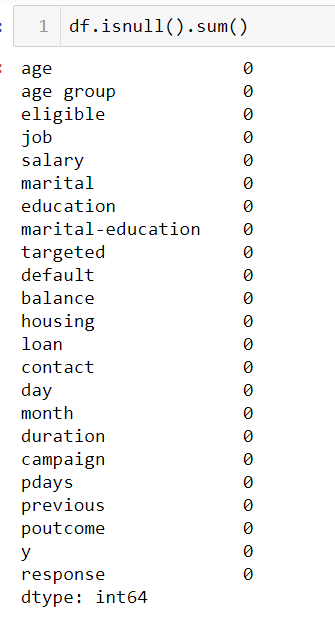 1 df.isnull().sum()
age 0
age group 0
eligible 0
job 0
salary 0
marital 0
education 0
marital-education 0
targeted 0
default 0
balance 0
housing 0
loan 0
contact 0
day 0
month 0
duration 0
campaign 0
pdays 0
previous 0
poutcome 0
y 0
response 0
dtype: int64